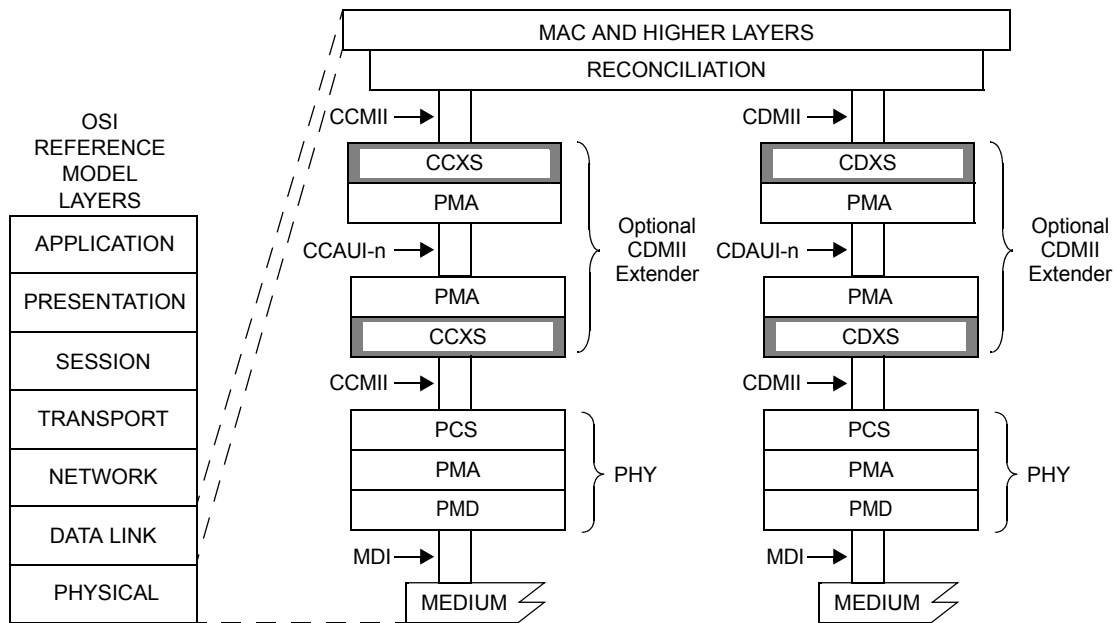 MAC AND HIGHER LAYERS
RECONCILIATION
OSI
REFERENCE
MODEL
LAYERS
APPLICATION
PRESENTATION
SESSION
TRANSPORT
NETWORK
DATA LINK
PHYSICAL
CCMII
CCXS
PMA
CCAUI-n
PMA
CCXS
Optional
CDMII
Extender
CCMII
PCS
PMA
PMD
PHY
MDI
MEDIUM
CDMII
CDXS
PMA
CDAUI-n
PMA
CDXS
Optional
CDMII
Extender
CDMII
PCS
PMA
PMD
PHY
MDI
MEDIUM